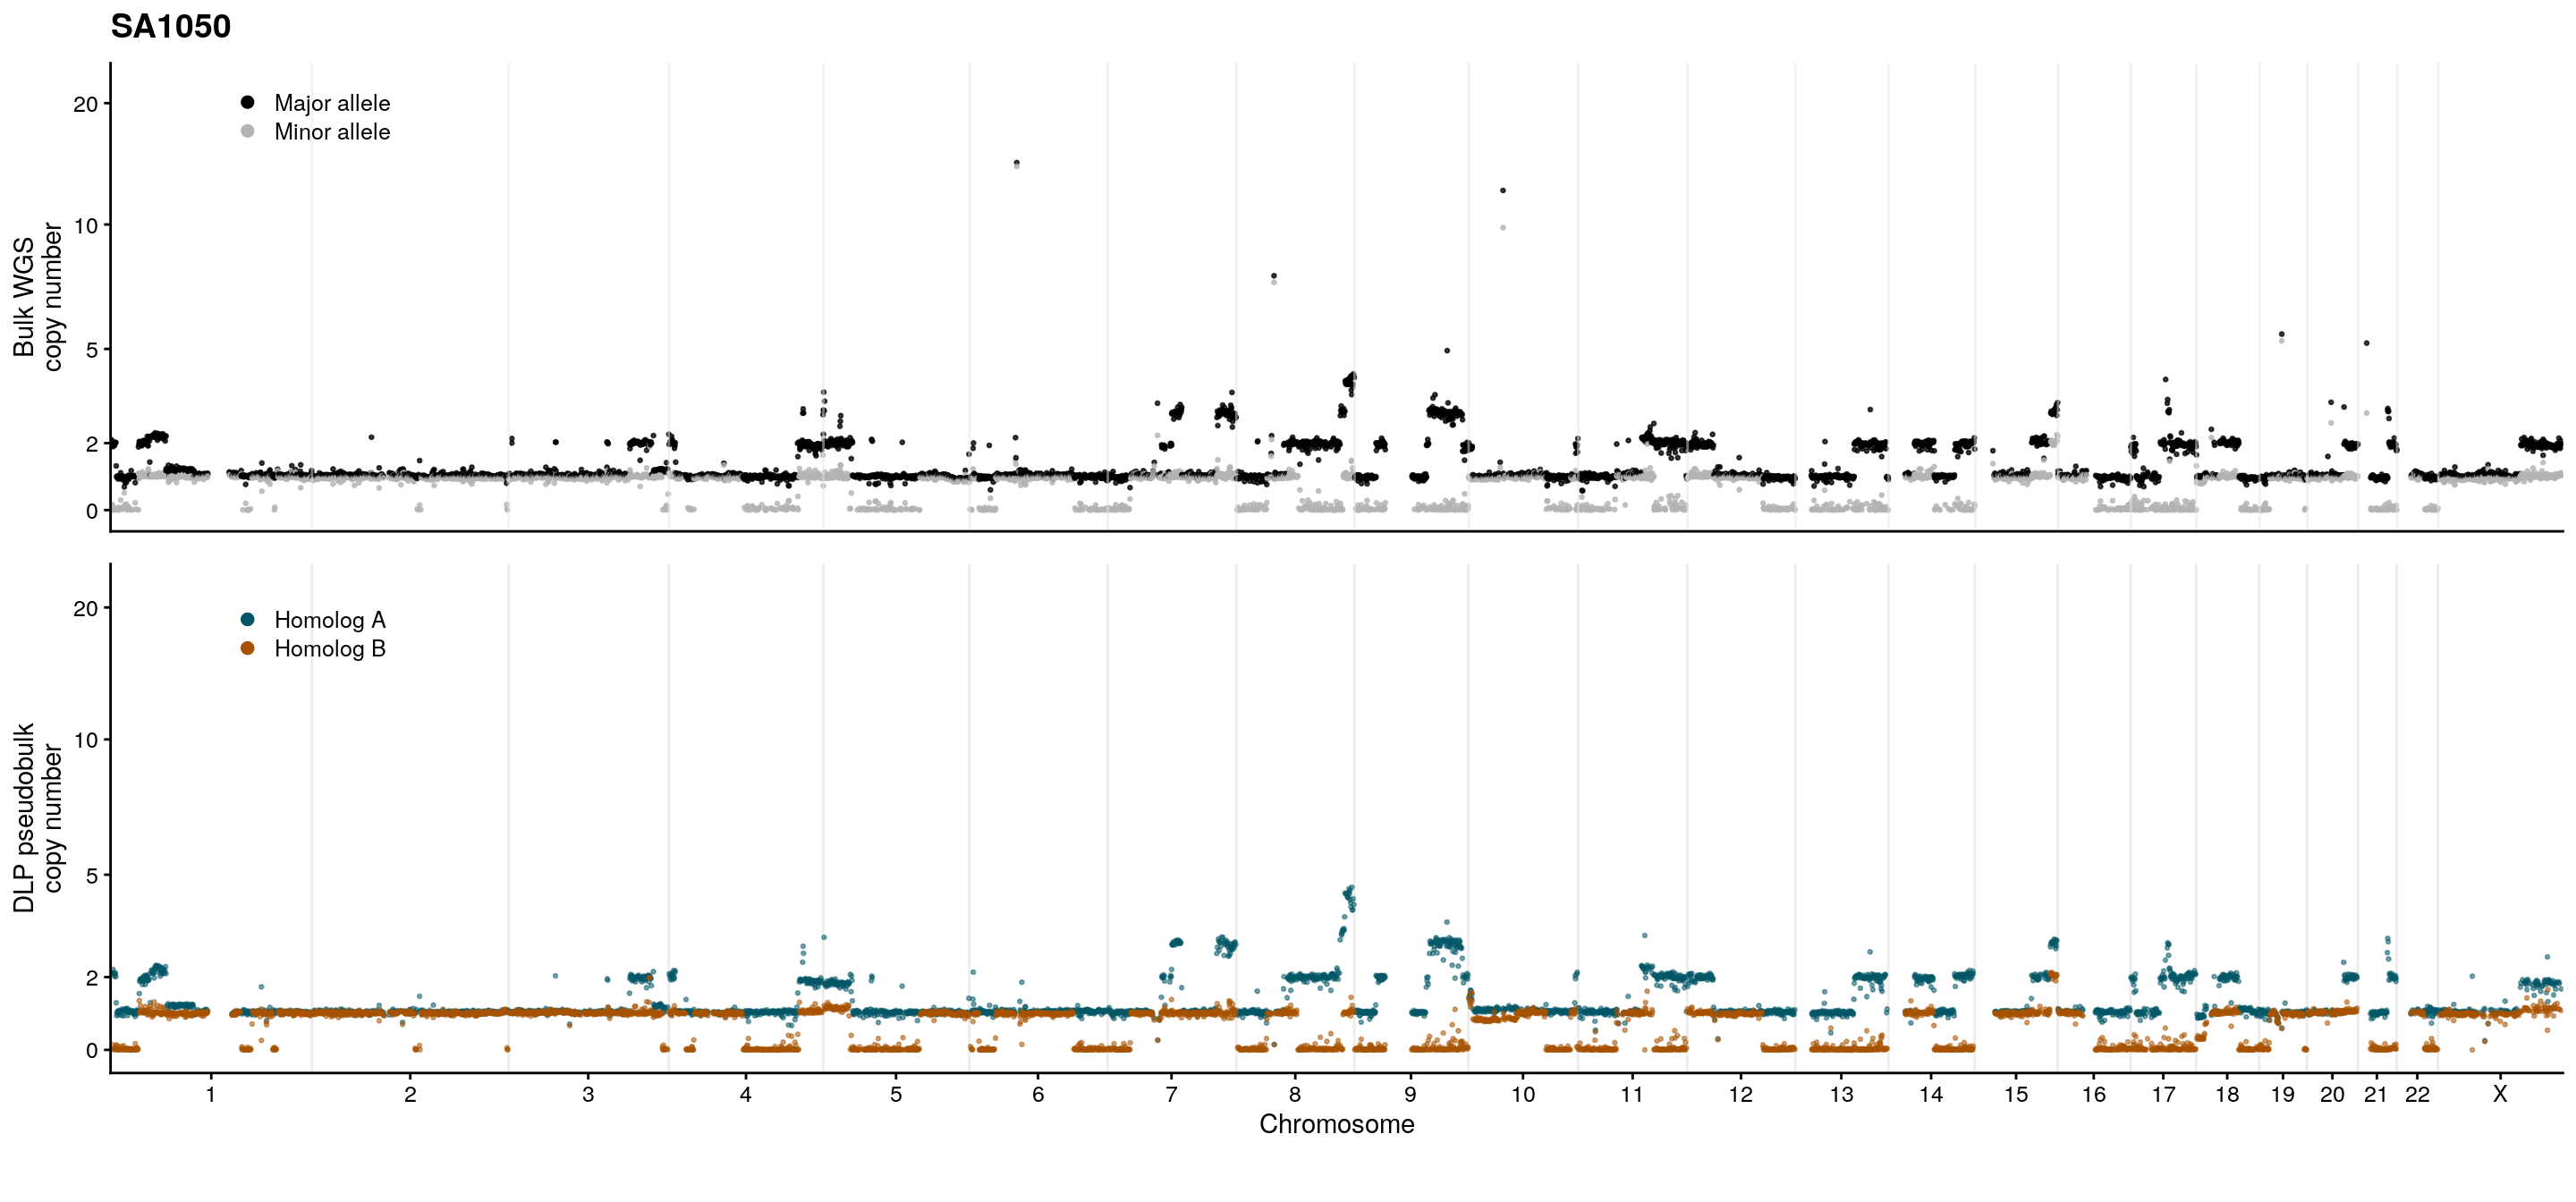 SA1050
Bulk WGS
copy number
20
10
5
2
0
Major allele
Minor allele
DLP pseudobulk
copy number
20
10
5
2
0
Homolog A
Homolog B
1 2 3 4 5 6 7 8 9 10 11 12 13 14 15 16 17 18 19 20 21 22 X
Chromosome